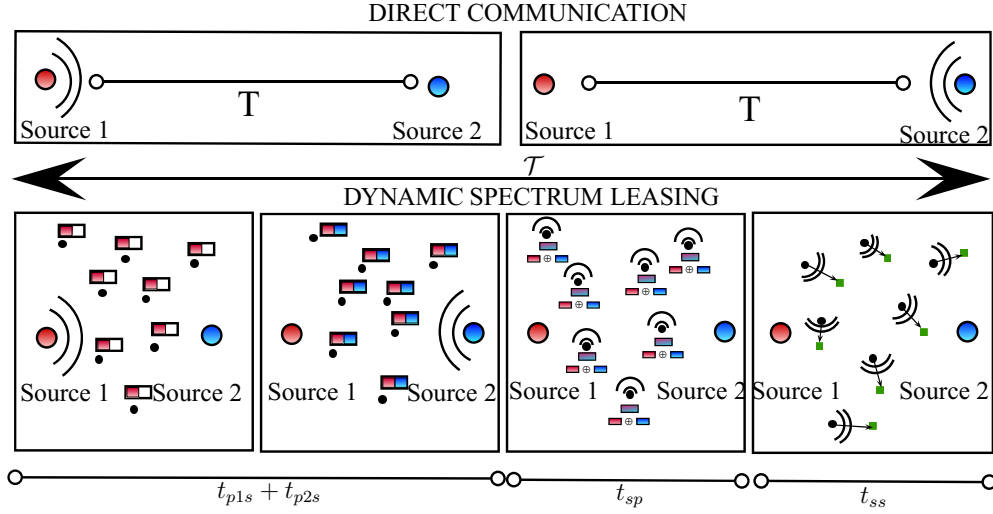 DIRECT COMMUNICATION
T
Source 1
Source 2
T
Source 1
Source 2
𝒯
DYNAMIC SPECTRUM LEASING
Source 1
Source 2
Source 1
Source 2
⊕ ⊕ ⊕ ⊕ ⊕ ⊕ ⊕
Source 1
Source 2
Source 1
Source 2
t_{p1s} + t_{p2s}
t_{sp}
t_{ss}